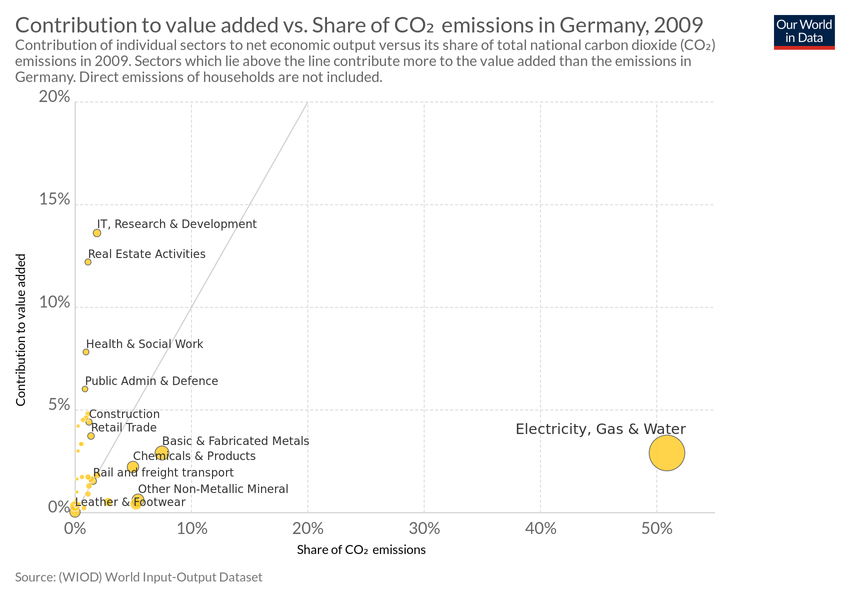 Contribution to value added vs. Share of CO₂ emissions in Germany, 2009
Our World
in Data
Contribution of individual sectors to net economic output versus its share of total national carbon dioxide (CO₂)
emissions in 2009. Sectors which lie above the line contribute more to the value added than the emissions in
Germany. Direct emissions of households are not included.
20%
15%
10%
5%
0%
Contribution to value added
IT, Research & Development
Real Estate Activities
Health & Social Work
Public Admin & Defence
Construction
Retail Trade
Electricity, Gas & Water
Basic & Fabricated Metals
Chemicals & Products
Rail and freight transport
Other Non-Metallic Mineral
Leather & Footwear
0%
10%
20%
30%
40%
50%
Share of CO₂ emissions
Source: (WIOD) World Input-Output Dataset